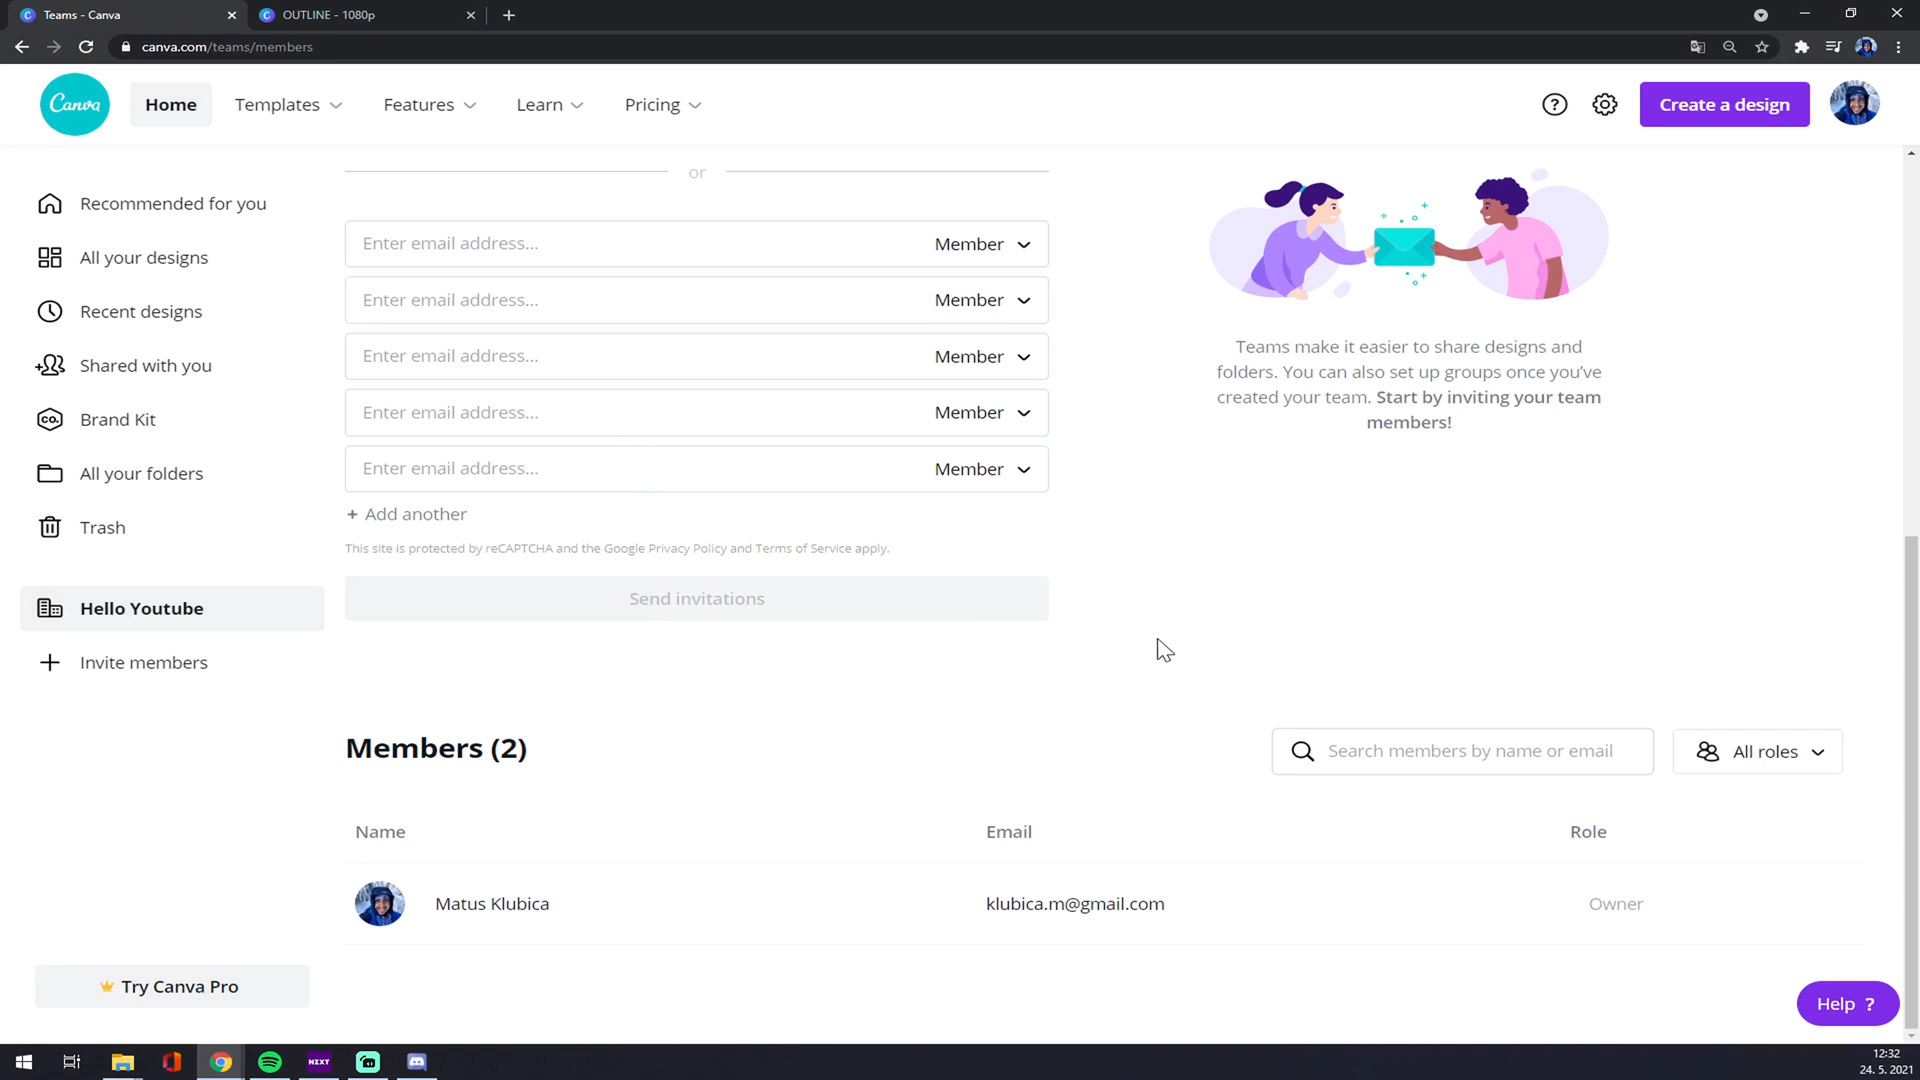 Teams - Canva
OUTLINE - 1080p
canva.com/teams/members
Canva
Home
Templates
Features
Learn
Pricing
?
Create a design
or
Recommended for you
All your designs
Recent designs
Shared with you
CO.
Brand Kit
All your folders
Trash
Hello Youtube
Invite members
Try Canva Pro
Enter email address... Member
Enter email address... Member
Enter email address... Member
Enter email address... Member
Enter email address... Member
+ Add another
This site is protected by reCAPTCHA and the Google Privacy Policy and Terms of Service apply.
Send invitations
Teams make it easier to share designs and
folders. You can also set up groups once you've
created your team. Start by inviting your team
members!
Members (2)
Search members by name or email
All roles
Name Email Role
Matus Klubica klubica.m@gmail.com Owner
Help ?
NZXT
12:32
24. 5. 2021